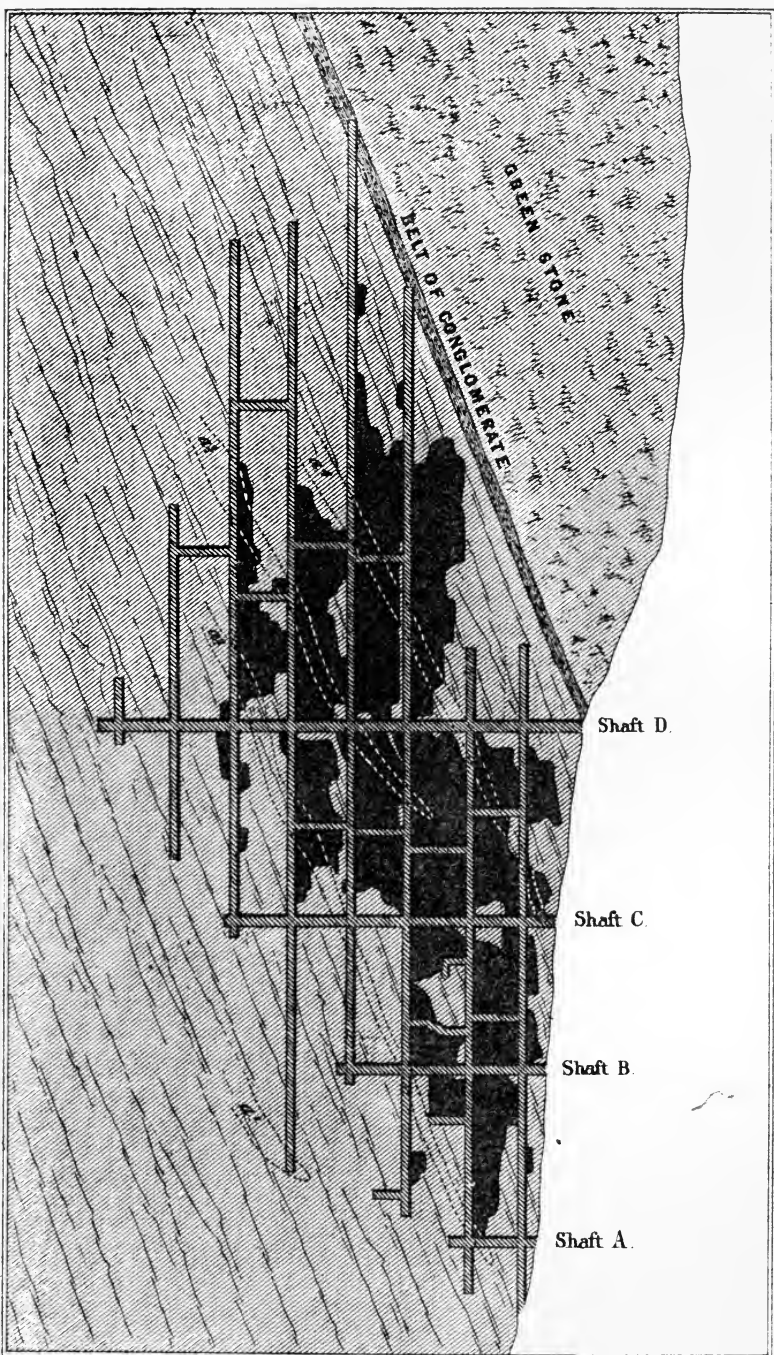 GREEN STONE
BELT OF CONGLOMERATE
Shaft D.
Shaft C.
Shaft B.
Shaft A.